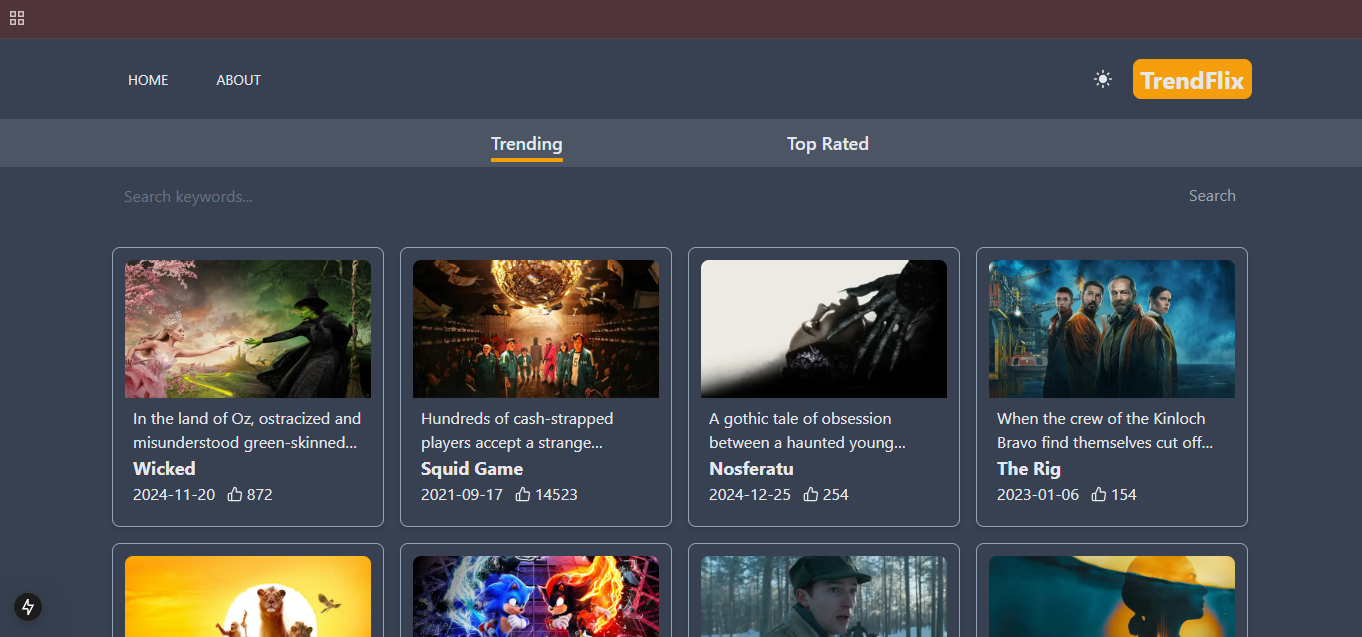 HOME ABOUT TrendFlix
Trending Top Rated
Search keywords... Search
In the land of Oz, ostracized and
misunderstood green-skinned...
Wicked
2024-11-20 872
Hundreds of cash-strapped
players accept a strange...
Squid Game
2021-09-17 14523
A gothic tale of obsession
between a haunted young...
Nosferatu
2024-12-25 254
When the crew of the Kinloch
Bravo find themselves cut off...
The Rig
2023-01-06 154